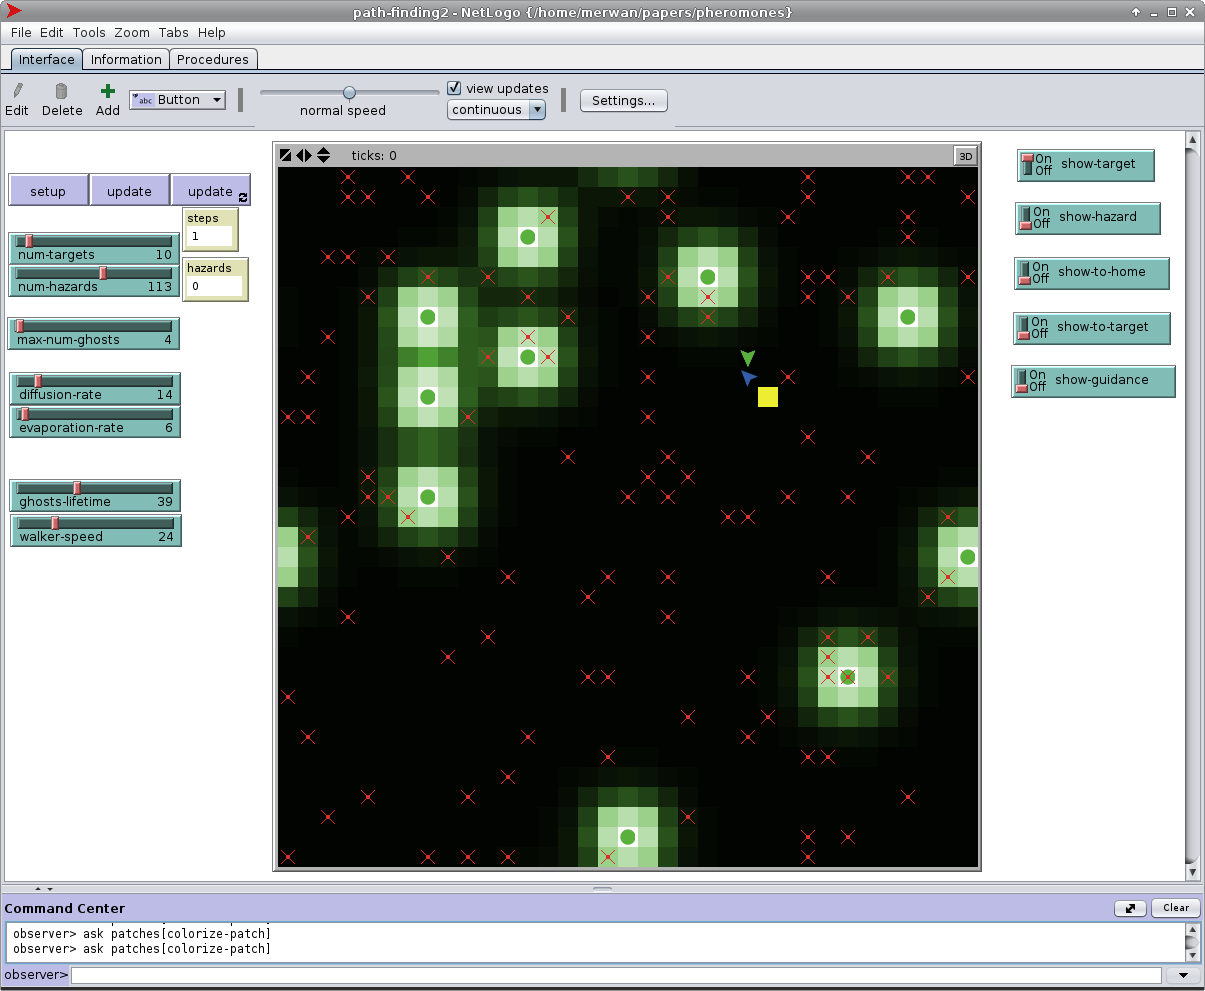 path-finding2 - NetLogo {/home/merwan/papers/pheromones}
File Edit Tools Zoom Tabs Help
Interface Information Procedures
Edit Delete Add abc Button normal speed view updates continuous Settings...
ticks: 0 3D
setup update update
steps
1
num-targets 10
hazards
0
num-hazards 113
max-num-ghosts 4
diffusion-rate 14
evaporation-rate 6
ghosts-lifetime 39
walker-speed 24
On Off show-target
On Off show-hazard
On Off show-to-home
On Off show-to-target
On Off show-guidance
Command Center Clear
observer> ask patches[colorize-patch]
observer> ask patches[colorize-patch]
observer>